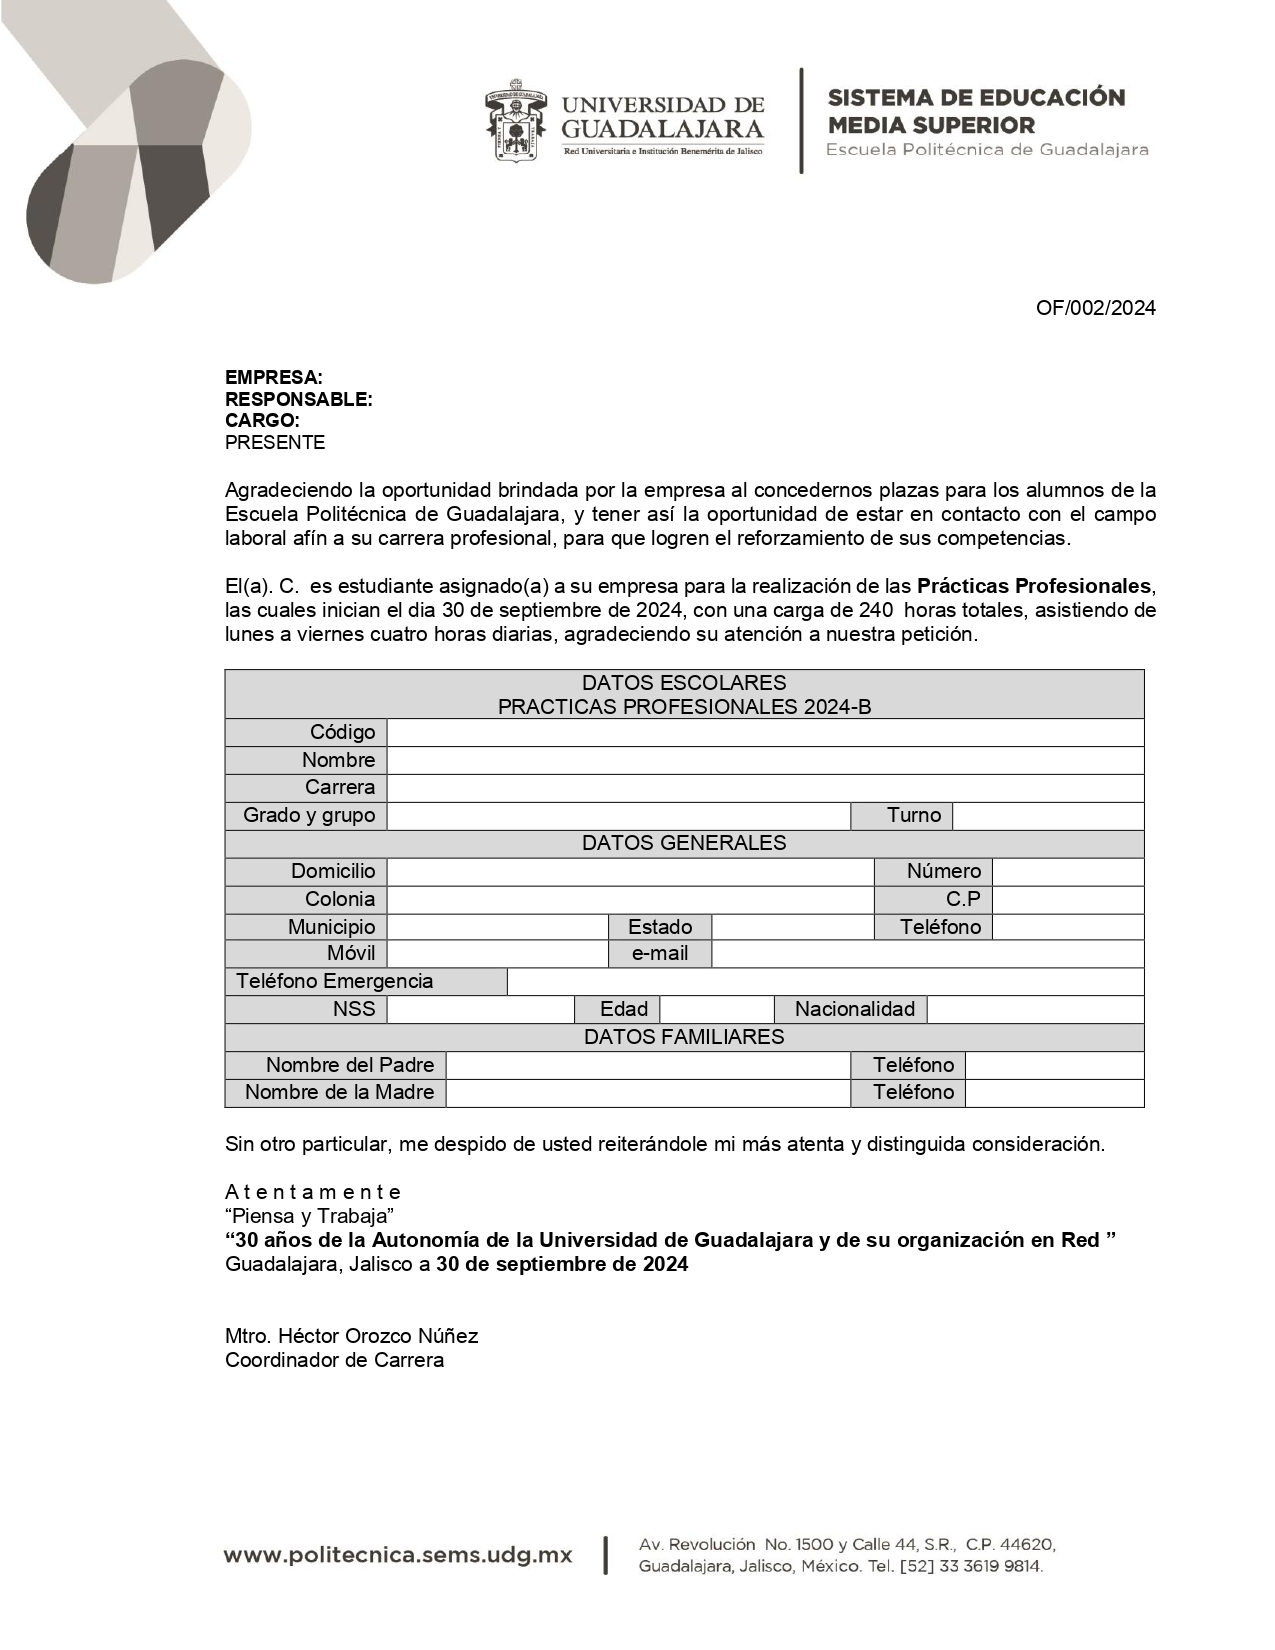 UNIVERSIDAD DE
GUADALAJARA
Red Universitaria e Institución Benemérita de Jalisco
SISTEMA DE EDUCACIÓN
MEDIA SUPERIOR
Escuela Politécnica de Guadalajara
OF/002/2024
EMPRESA:
RESPONSABLE:
CARGO:
PRESENTE
Agradeciendo la oportunidad brindada por la empresa al concedernos plazas para los alumnos de la
Escuela Politécnica de Guadalajara, y tener así la oportunidad de estar en contacto con el campo
laboral afín a su carrera profesional, para que logren el reforzamiento de sus competencias.
El(a). C.  es estudiante asignado(a) a su empresa para la realización de las Prácticas Profesionales,
las cuales inician el dia 30 de septiembre de 2024, con una carga de 240  horas totales, asistiendo de
lunes a viernes cuatro horas diarias, agradeciendo su atención a nuestra petición.
DATOS ESCOLARES
PRACTICAS PROFESIONALES 2024-B
Código
Nombre
Carrera
Grado y grupo Turno
DATOS GENERALES
Domicilio Número
Colonia C.P
Municipio Estado Teléfono
Móvil e-mail
Teléfono Emergencia
NSS Edad Nacionalidad
DATOS FAMILIARES
Nombre del Padre Teléfono
Nombre de la Madre Teléfono
Sin otro particular, me despido de usted reiterándole mi más atenta y distinguida consideración.
A t e n t a m e n t e
“Piensa y Trabaja”
“30 años de la Autonomía de la Universidad de Guadalajara y de su organización en Red ”
Guadalajara, Jalisco a 30 de septiembre de 2024
Mtro. Héctor Orozco Núñez
Coordinador de Carrera
www.politecnica.sems.udg.mx
Av. Revolución  No. 1500 y Calle 44, S.R.,  C.P. 44620,
Guadalajara, Jalisco, México. Tel. [52] 33 3619 9814.